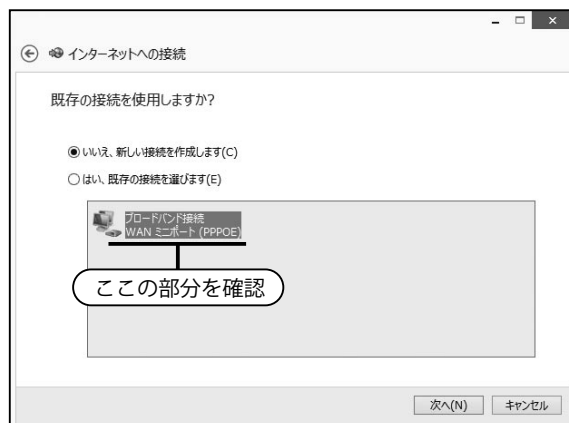 インターネットへの接続
既存の接続を使用しますか?
いいえ、新しい接続を作成します(C)
はい、既存の接続を選びます(E)
ブロードバンド接続
WAN ミニポート (PPPOE)
ここの部分を確認
次へ(N) キャンセル